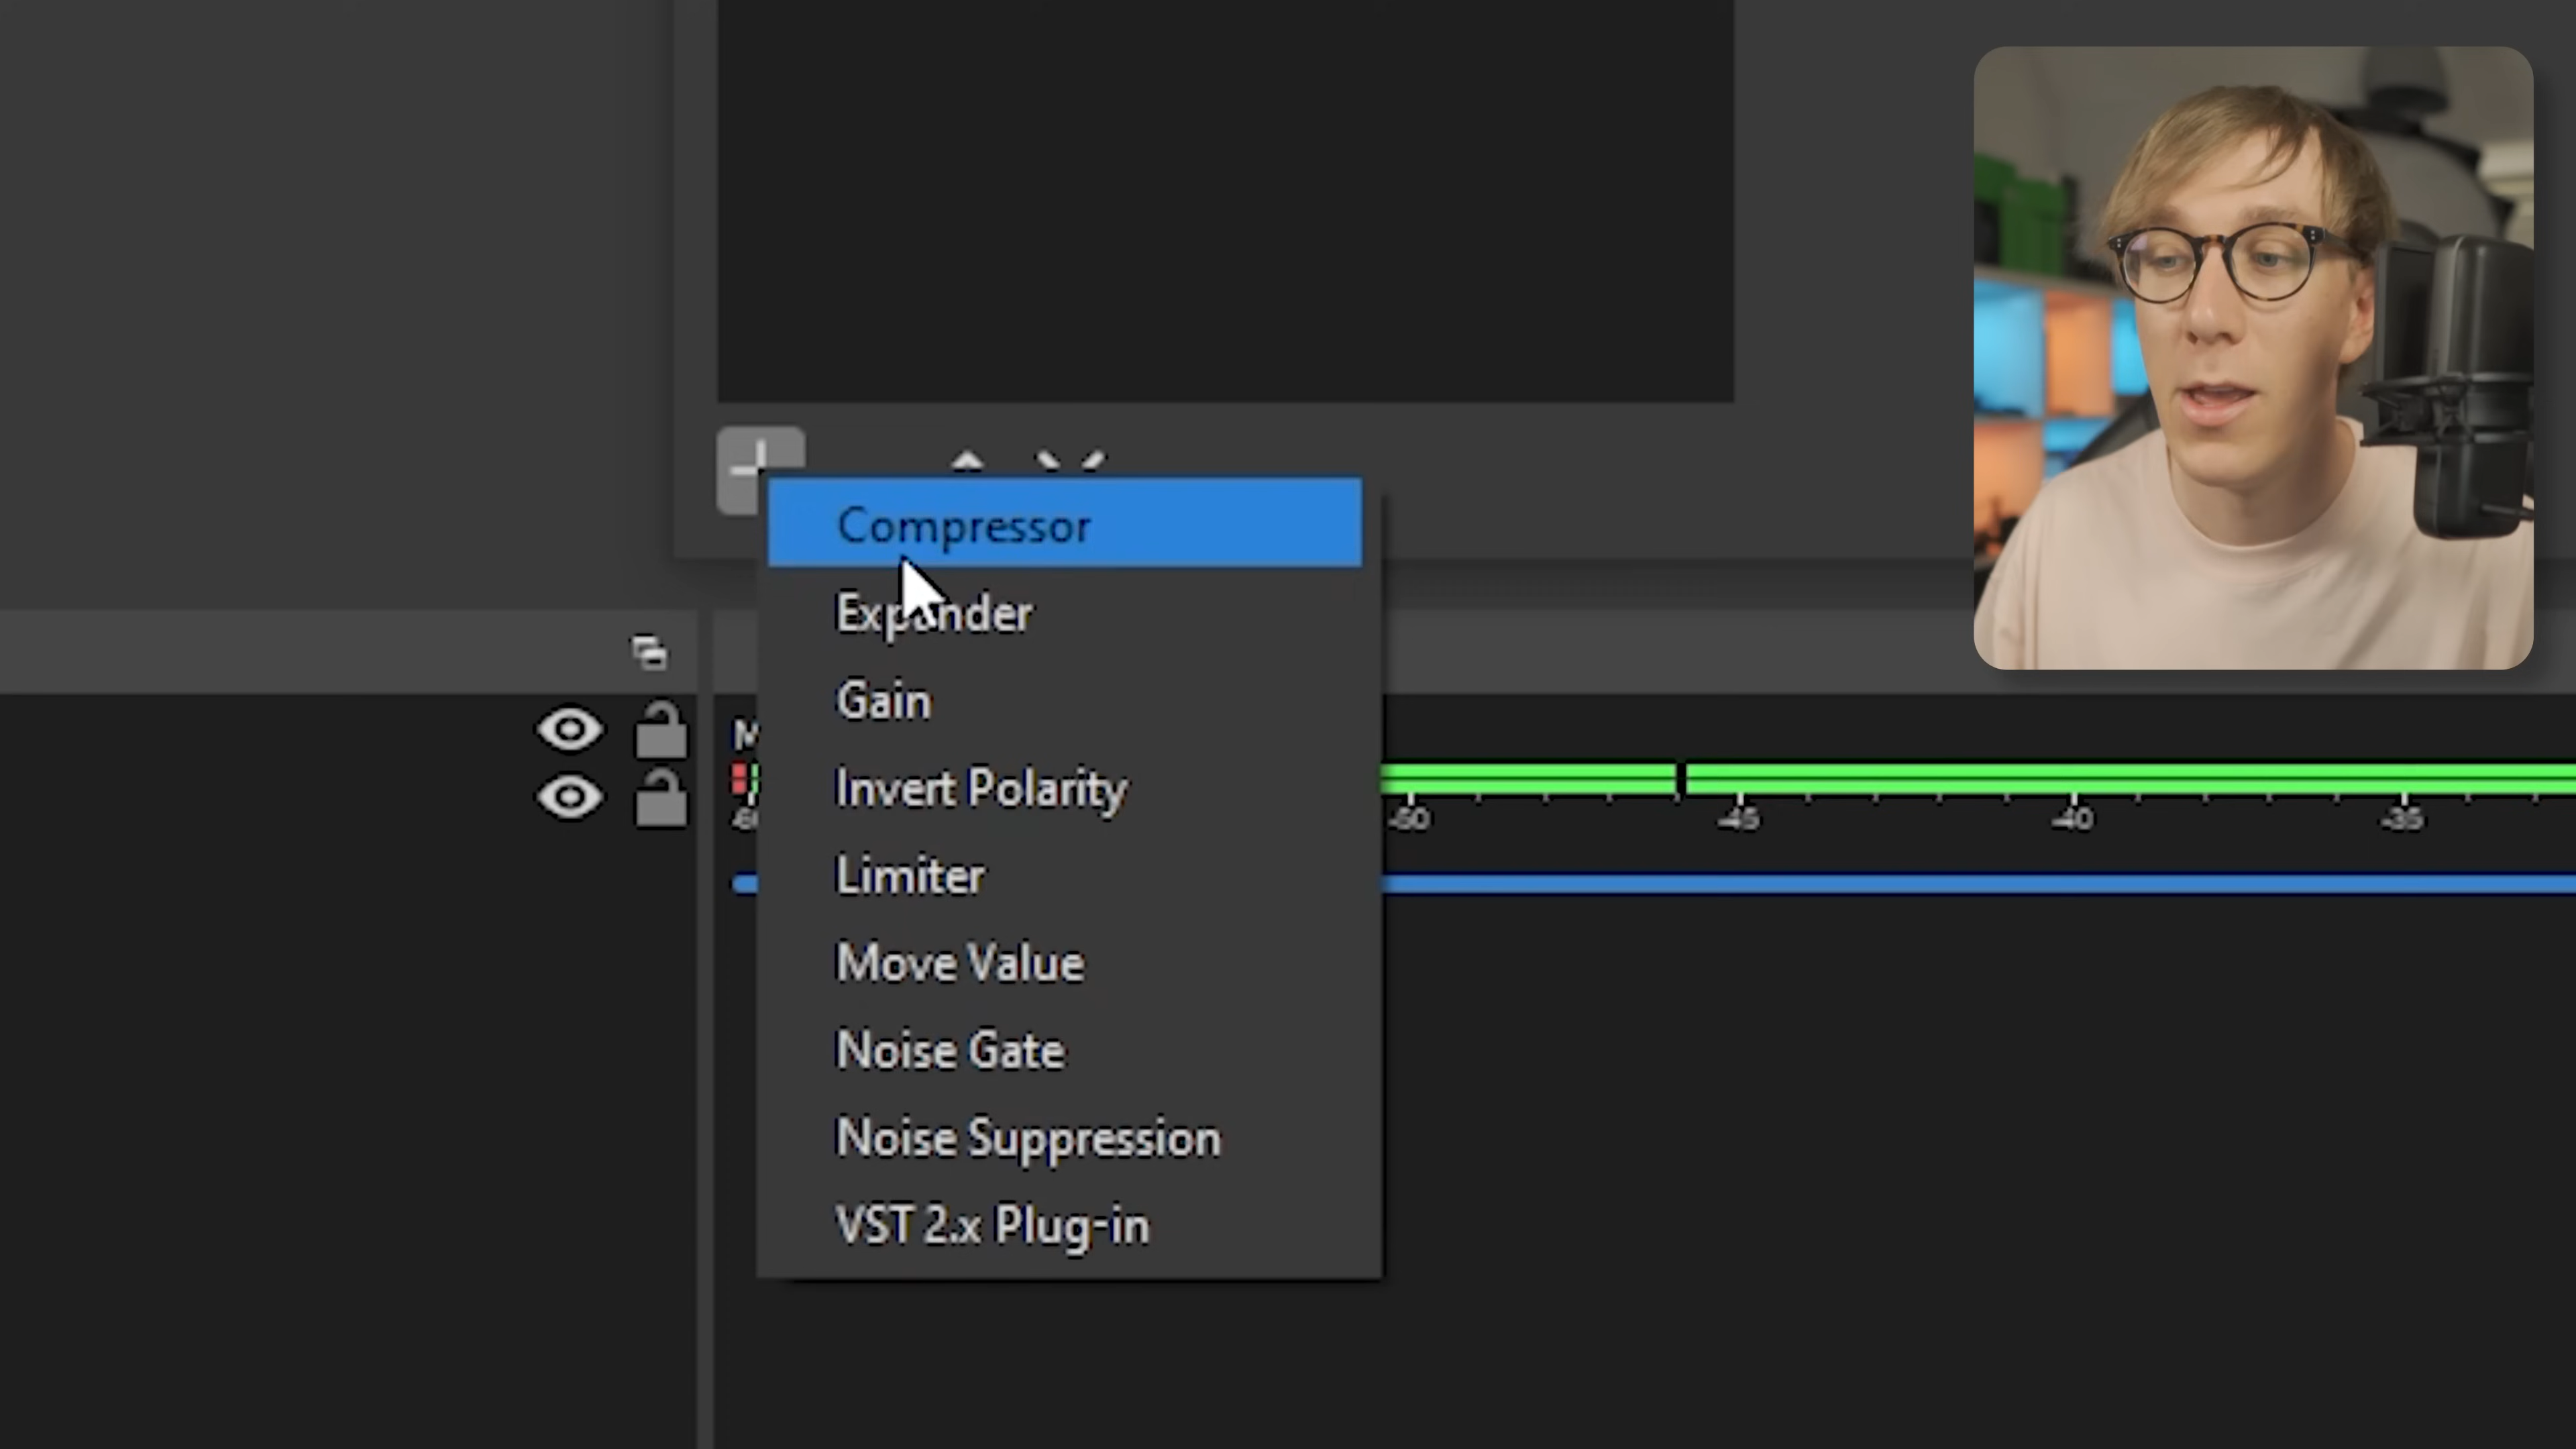 Compressor
Expander
Gain
Invert Polarity
Limiter
Move Value
Noise Gate
Noise Suppression
VST 2.x Plug-in
-50 -45 -40 -35